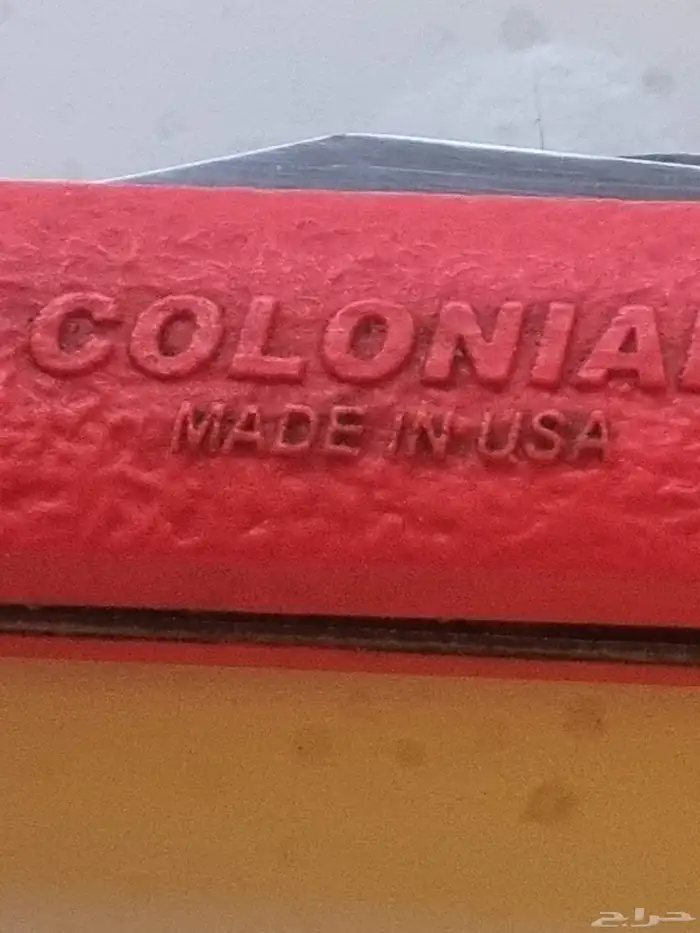 COLONIAL
MADE IN USA
حراج